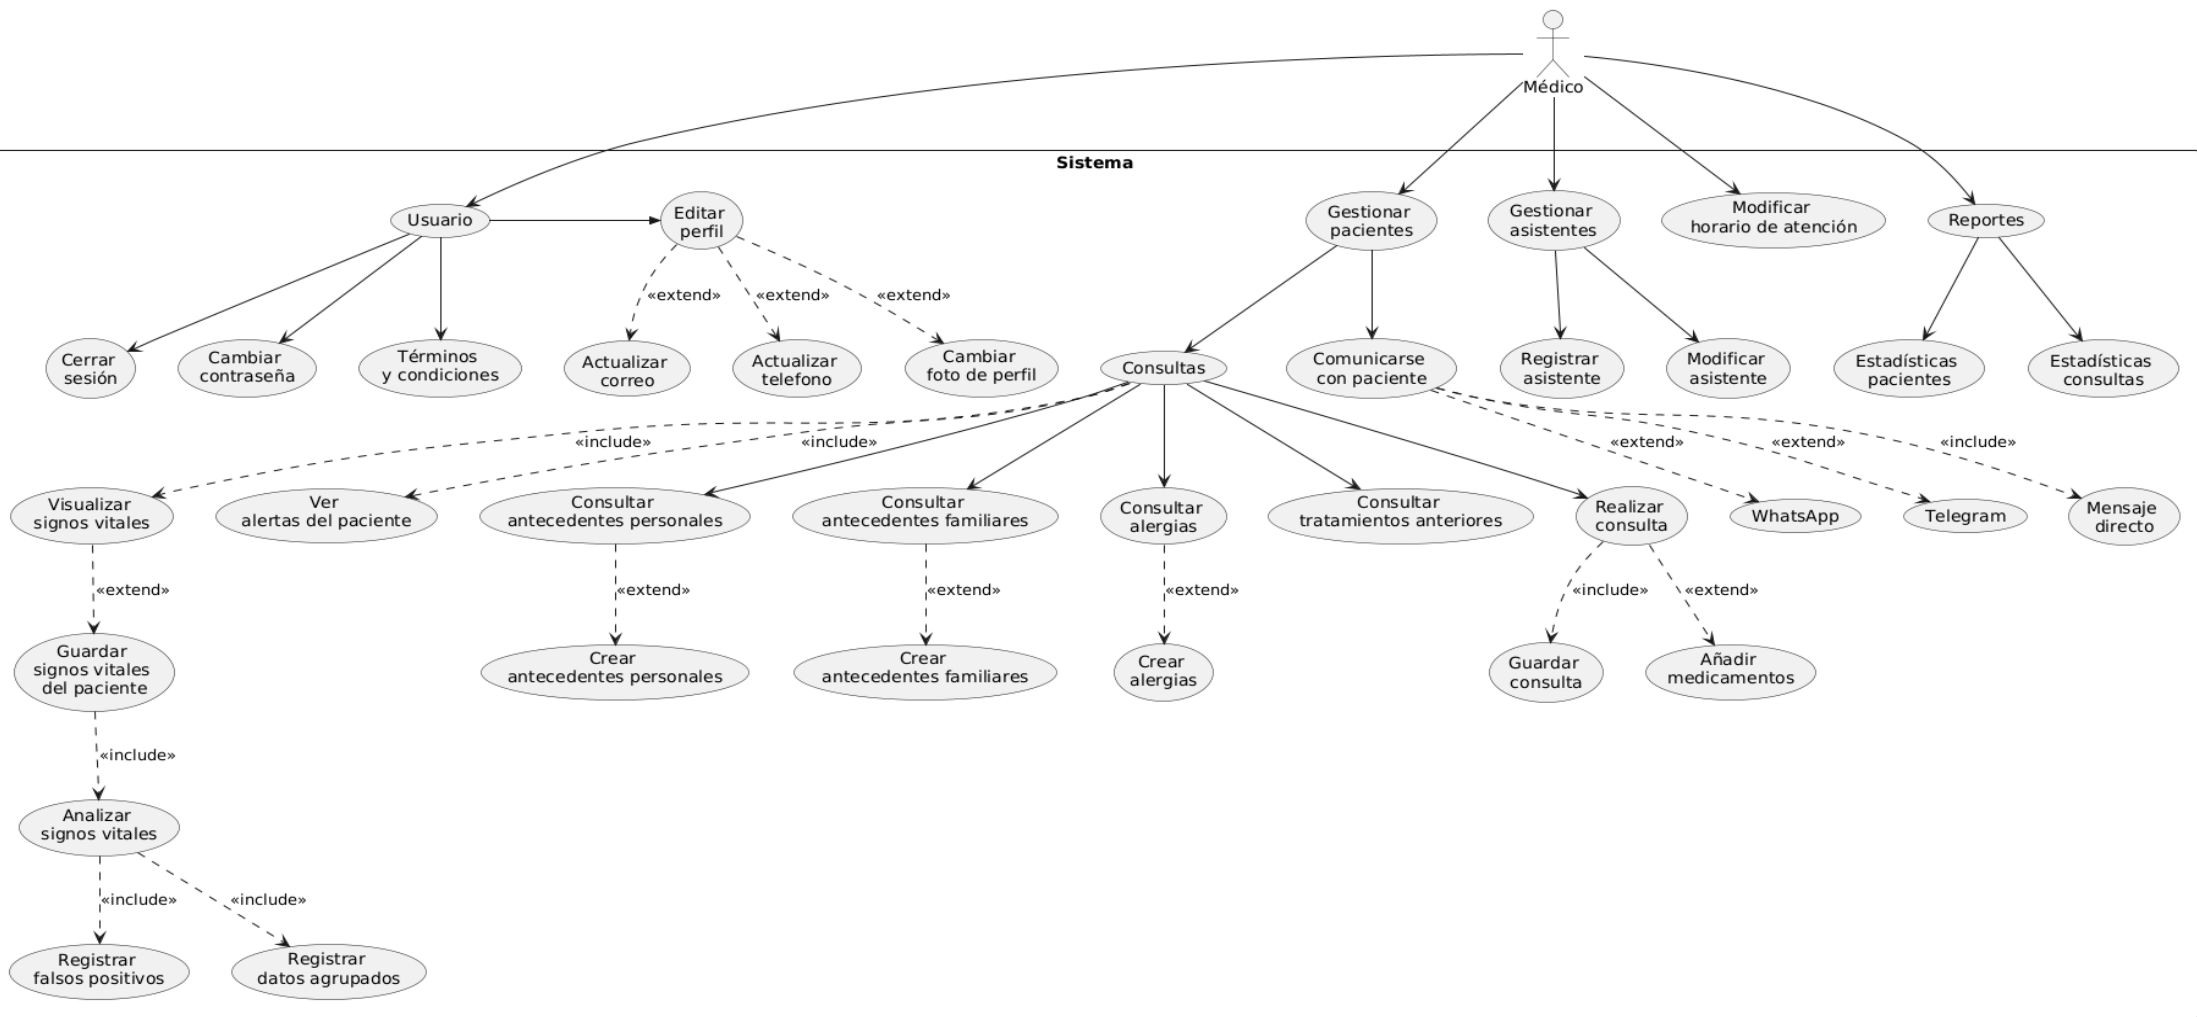 Médico
Sistema
Usuario
Editar
perfil
Gestionar
pacientes
Gestionar
asistentes
Modificar
horario de atención
Reportes
«extend»
«extend»
«extend»
Cerrar
sesión
Cambiar
contraseña
Términos
y condiciones
Actualizar
correo
Actualizar
telefono
Cambiar
foto de perfil
Consultas
Comunicarse
con paciente
Registrar
asistente
Modificar
asistente
Estadísticas
pacientes
Estadísticas
consultas
«include»
«include»
«extend»
«extend»
«include»
Visualizar
signos vitales
Ver
alertas del paciente
Consultar
antecedentes personales
Consultar
antecedentes familiares
Consultar
alergias
Consultar
tratamientos anteriores
Realizar
consulta
WhatsApp
Telegram
Mensaje
directo
«extend»
«extend»
«extend»
«extend»
«include»
«extend»
Guardar
signos vitales
del paciente
Crear
antecedentes personales
Crear
antecedentes familiares
Crear
alergias
Guardar
consulta
Añadir
medicamentos
«include»
Analizar
signos vitales
«include»
«include»
Registrar
falsos positivos
Registrar
datos agrupados